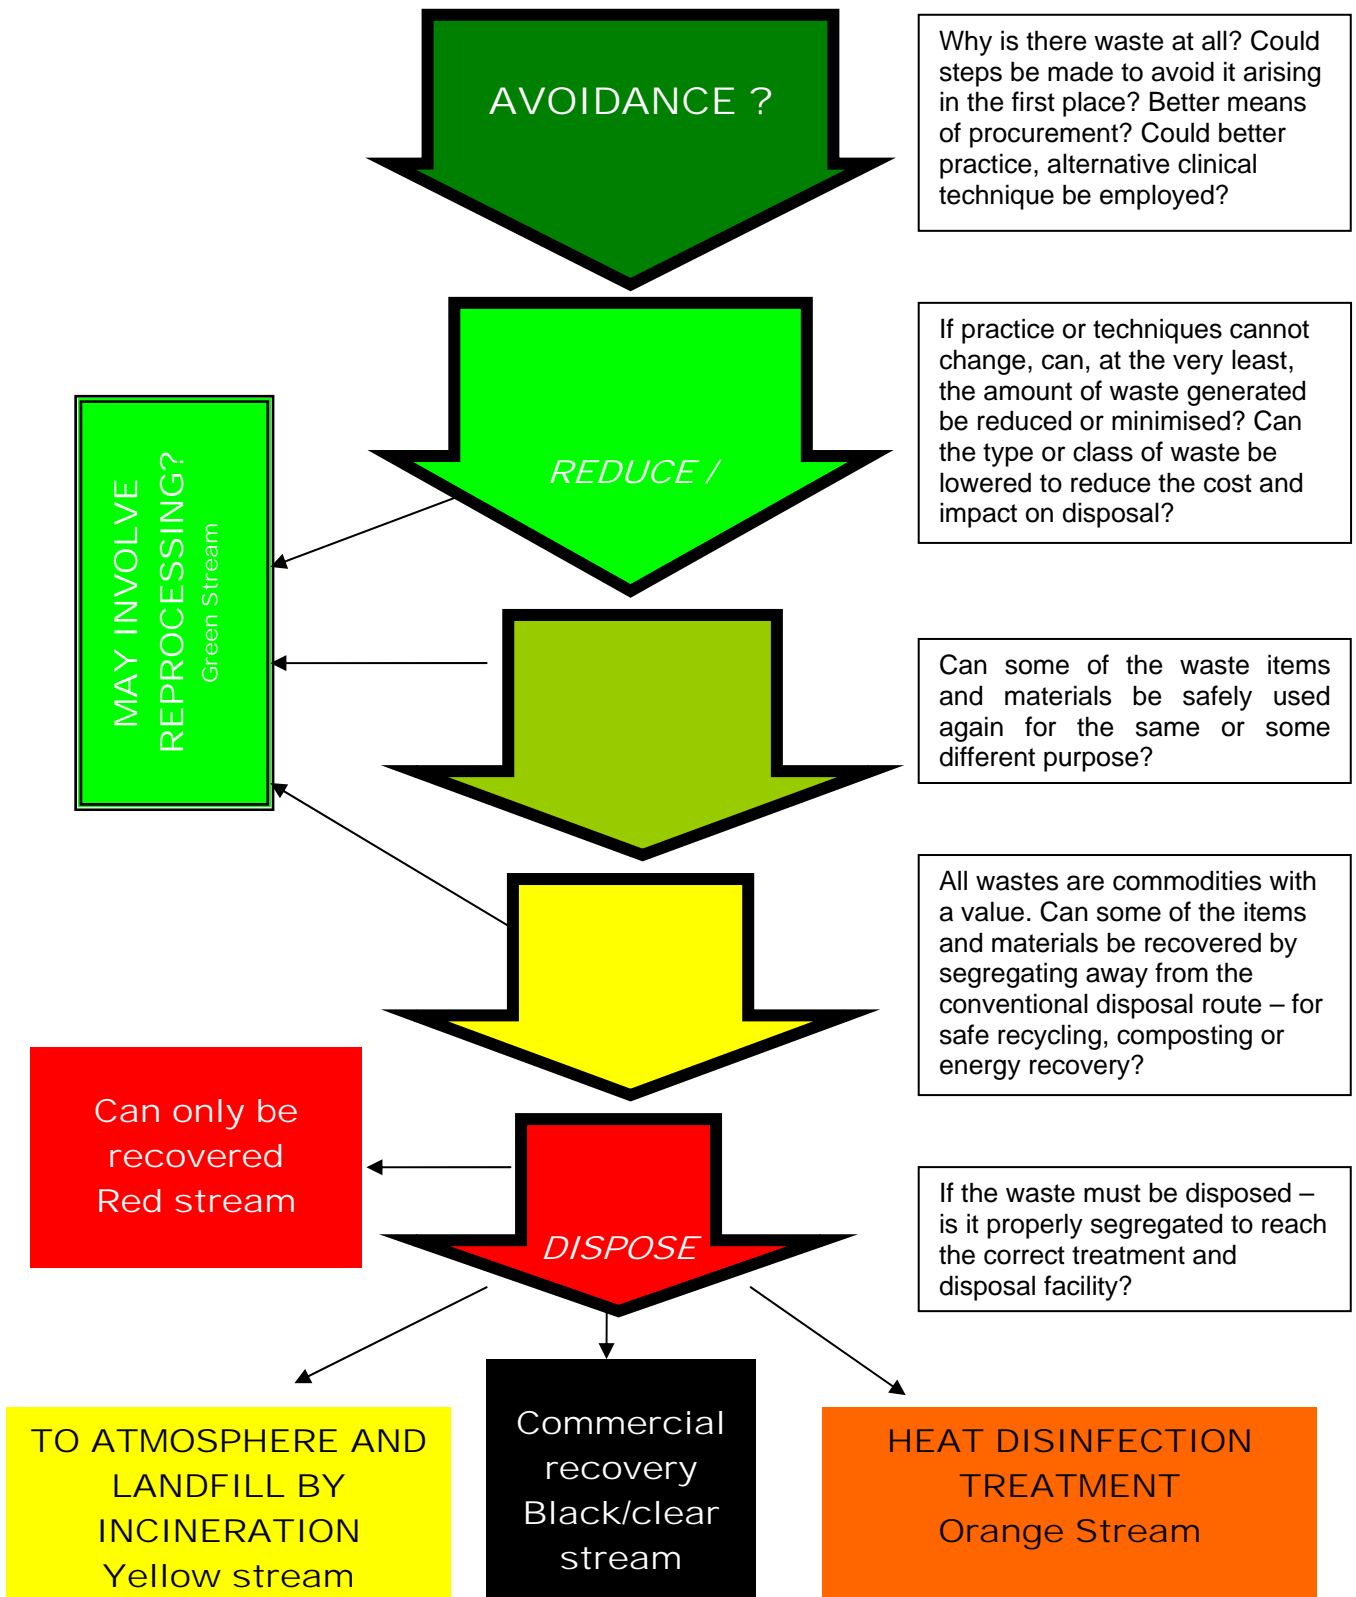 AVOIDANCE ?
Why is there waste at all? Could
steps be made to avoid it arising
in the first place? Better means
of procurement? Could better
practice, alternative clinical
technique be employed?
REDUCE /
If practice or techniques cannot
change, can, at the very least,
the amount of waste generated
be reduced or minimised? Can
the type or class of waste be
lowered to reduce the cost and
impact on disposal?
MAY INVOLVE
REPROCESSING?
Green Stream
Can some of the waste items
and materials be safely used
again for the same or some
different purpose?
All wastes are commodities with
a value. Can some of the items
and materials be recovered by
segregating away from the
conventional disposal route – for
safe recycling, composting or
energy recovery?
Can only be
recovered
Red stream
DISPOSE
If the waste must be disposed –
is it properly segregated to reach
the correct treatment and
disposal facility?
TO ATMOSPHERE AND
LANDFILL BY
INCINERATION
Yellow stream
Commercial
recovery
Black/clear
stream
HEAT DISINFECTION
TREATMENT
Orange Stream